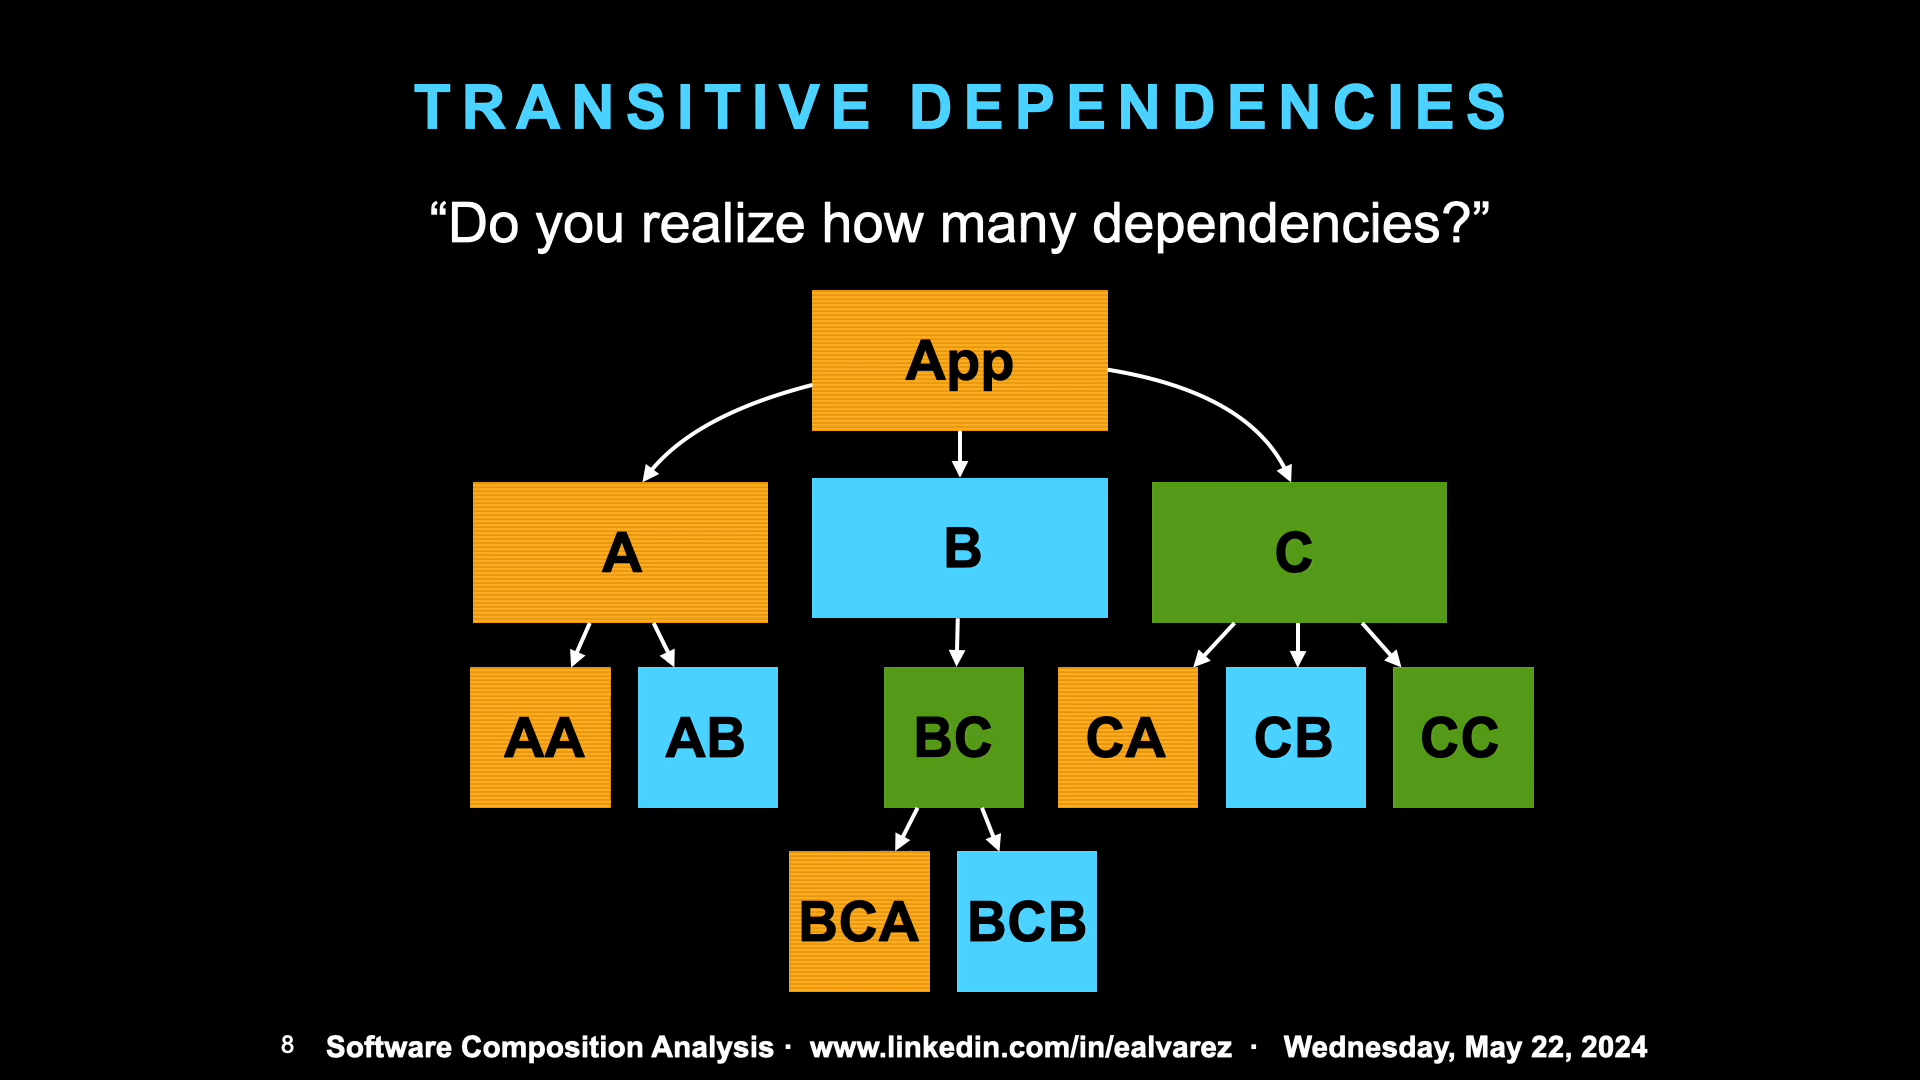 TRANSITIVE DEPENDENCIES
“Do you realize how many dependencies?”
App
A
B
C
AA
AB
BC
CA
CB
CC
BCA
BCB
8 Software Composition Analysis · www.linkedin.com/in/ealvarez · Wednesday, May 22, 2024